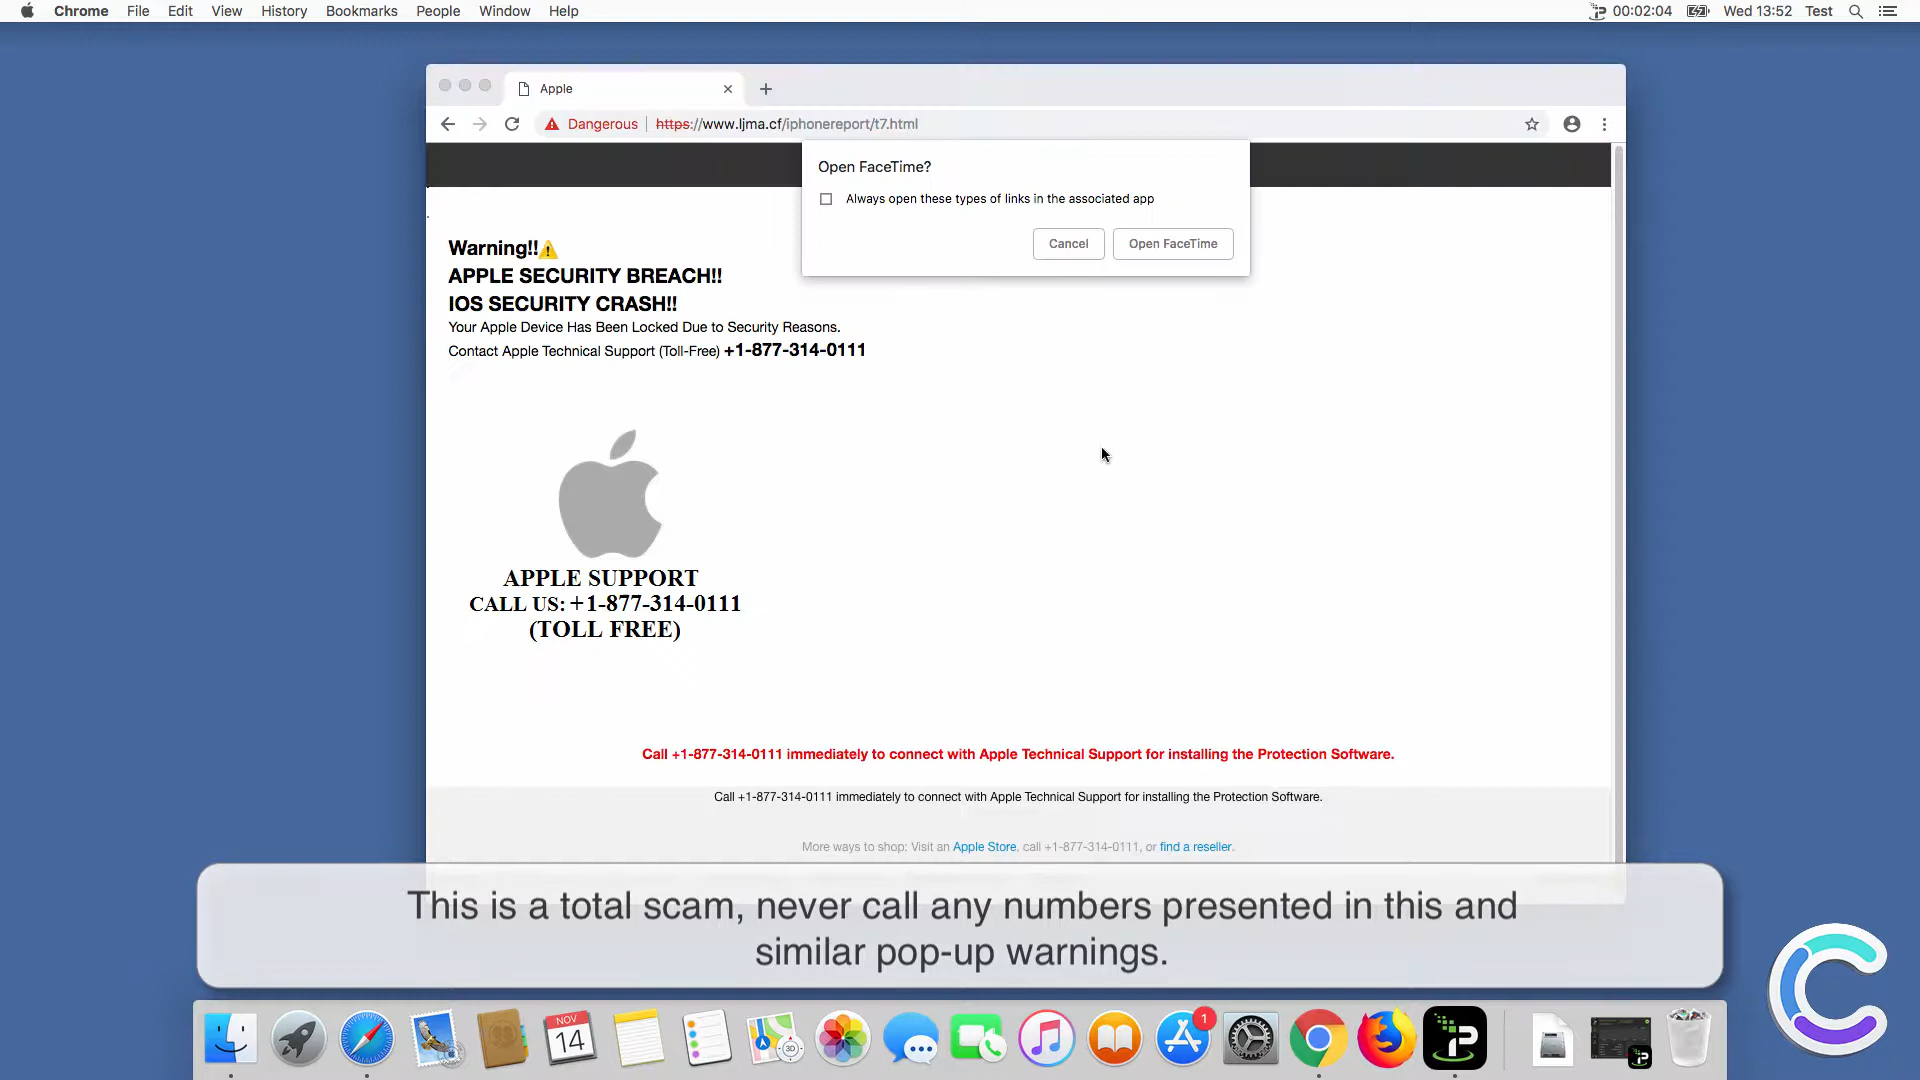 Chrome File Edit View History Bookmarks People Window Help 00:02:04 Wed 13:52 Test
Apple
Dangerous https://www.ljma.cf/iphonereport/t7.html
Open FaceTime?
Always open these types of links in the associated app
Cancel Open FaceTime
Warning!!
APPLE SECURITY BREACH!!
IOS SECURITY CRASH!!
Your Apple Device Has Been Locked Due to Security Reasons.
Contact Apple Technical Support (Toll-Free) +1-877-314-0111
APPLE SUPPORT
CALL US: +1-877-314-0111
(TOLL FREE)
Call +1-877-314-0111 immediately to connect with Apple Technical Support for installing the Protection Software.
Call +1-877-314-0111 immediately to connect with Apple Technical Support for installing the Protection Software.
More ways to shop: Visit an Apple Store, call +1-877-314-0111, or find a reseller.
This is a total scam, never call any numbers presented in this and
similar pop-up warnings.
NOV
14
3D
1